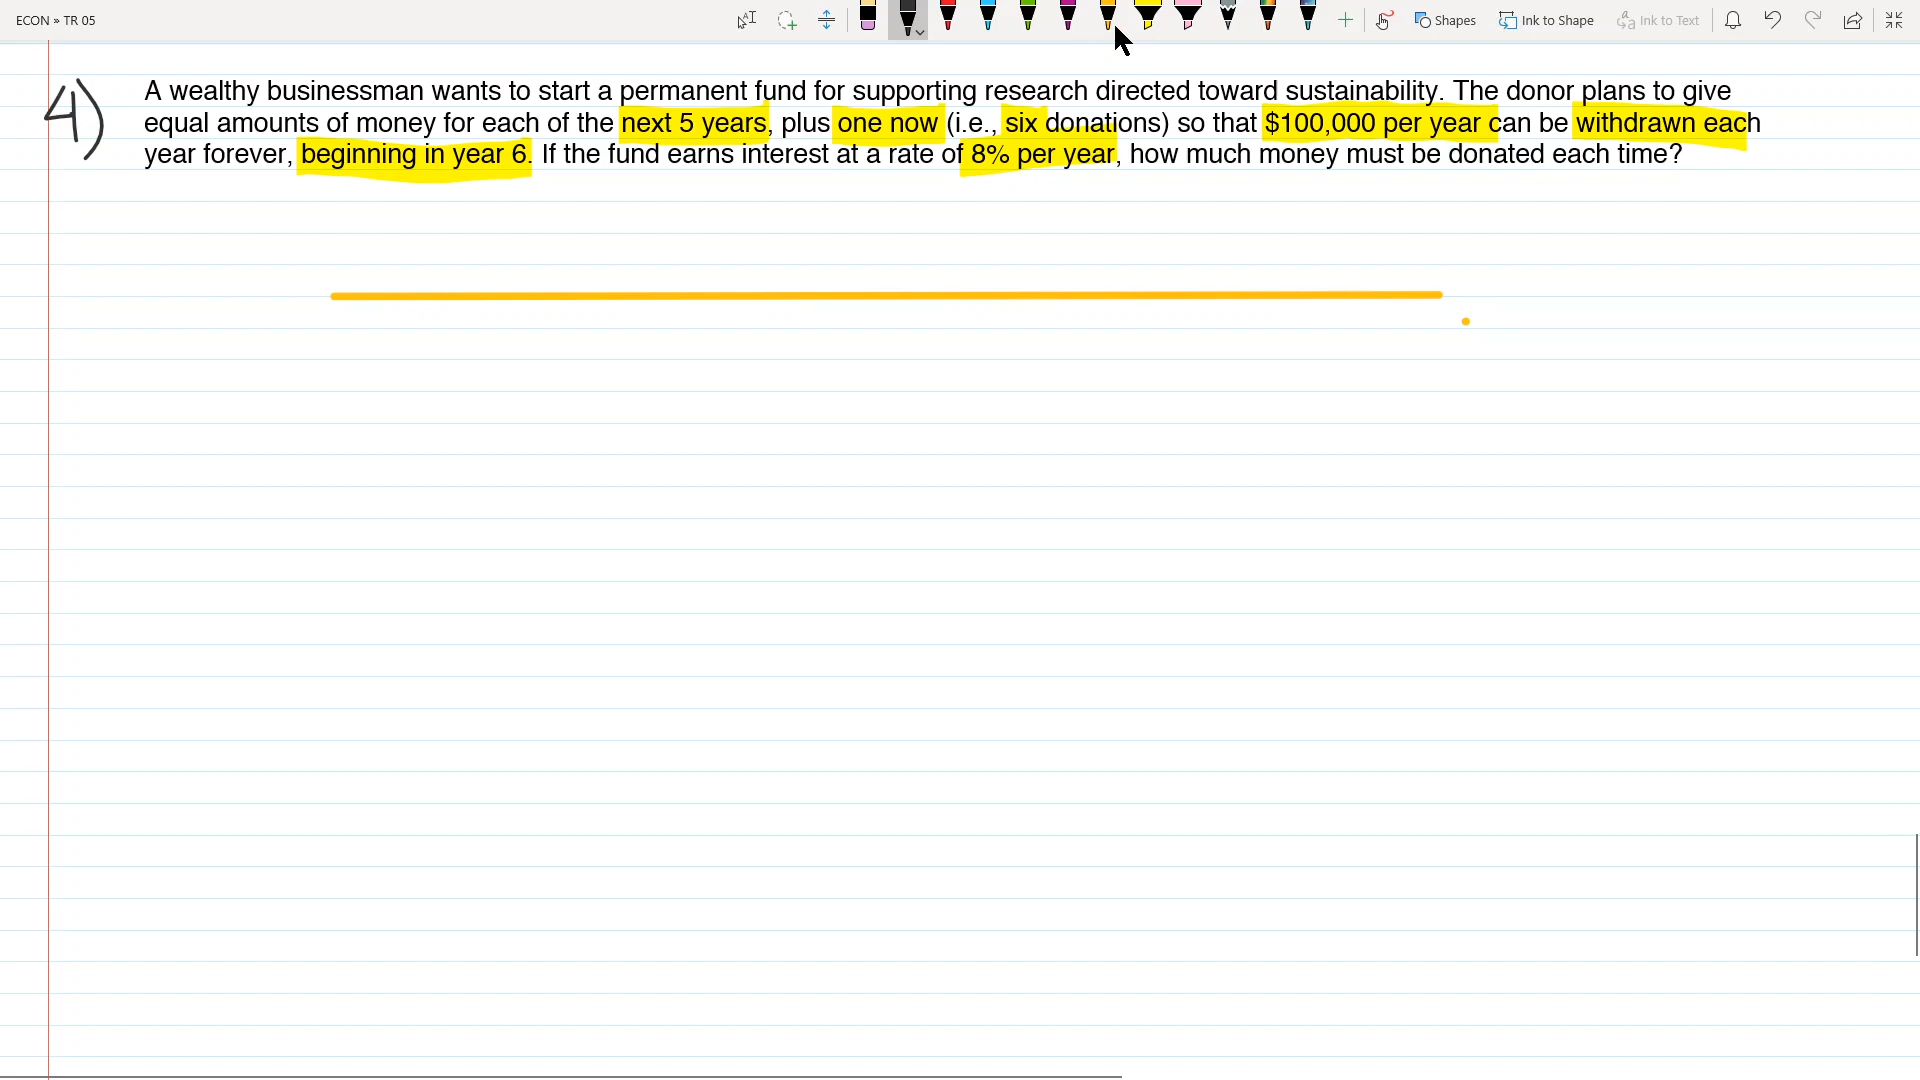 ECON » TR 05
Shapes
Ink to Shape
Ink to Text
4)
A wealthy businessman wants to start a permanent fund for supporting research directed toward sustainability. The donor plans to give
equal amounts of money for each of the next 5 years, plus one now (i.e., six donations) so that $100,000 per year can be withdrawn each
year forever, beginning in year 6. If the fund earns interest at a rate of 8% per year, how much money must be donated each time?